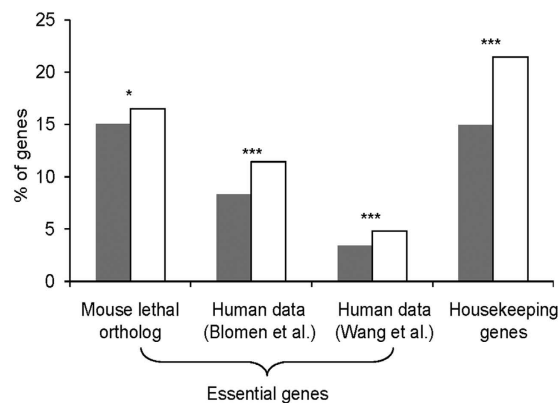 25
20
15
10
5
0
% of genes
*
***
***
***
Mouse lethal
ortholog
Human data
(Blomen et al.)
Human data
(Wang et al.)
Housekeeping
genes
Essential genes